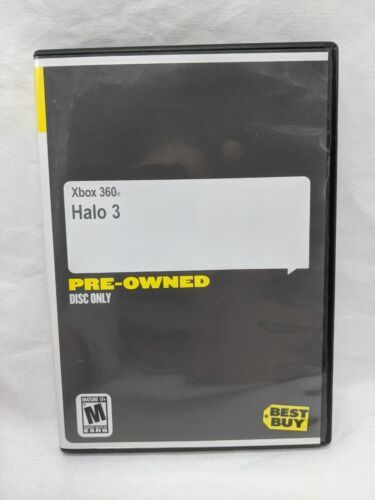 Xbox 360®
Halo 3
PRE-OWNED
DISC ONLY
MATURE 17+
M
ESRB
BEST
BUY